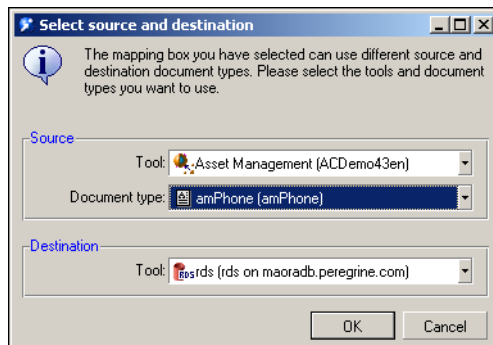 Select source and destination
The mapping box you have selected can use different source and
destination document types. Please select the tools and document
types you want to use.
Source
Tool: Asset Management (ACDemo43en)
Document type: amPhone (amPhone)
Destination
Tool: RDS rds (rds on maoradb.peregrine.com)
OK Cancel